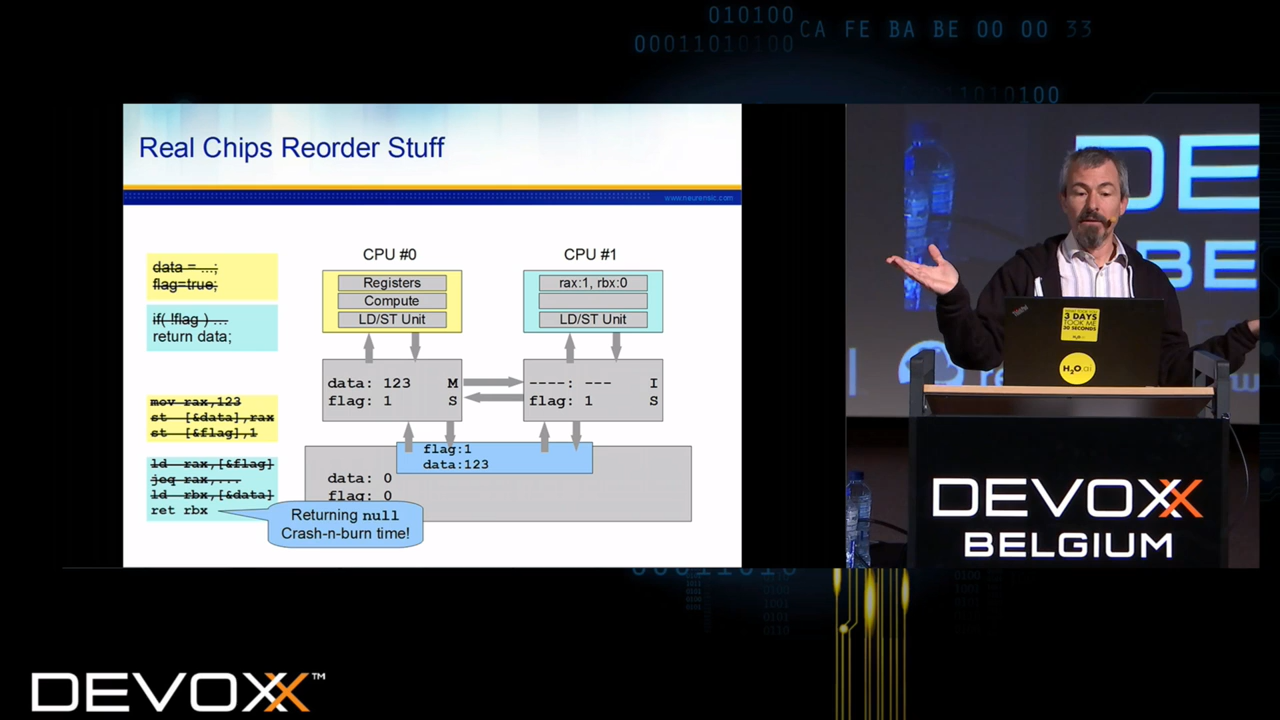 010100
00011010100
CA FE BA BE 00 00 33
11010100
Real Chips Reorder Stuff
www.neurensic.com
data = ...;
flag=true;
if( !flag ) ...
return data;
mov rax,123
st [&data],rax
st [&flag],1
ld rax,[&flag]
jeq rax,...
ld rbx,[&data]
ret rbx
CPU #0
Registers
Compute
LD/ST Unit
CPU #1
rax:1, rbx:0
LD/ST Unit
data: 123 M
flag: 1 S
----: --- I
flag: 1 S
flag:1
data:123
data: 0
flag: 0
Returning null
Crash-n-burn time!
DEV
BE
ThinkPad
3 DAYS
TOOK ME
30 SECONDS
H2O.ai
DEVOXX
BELGIUM
DEVOXX™